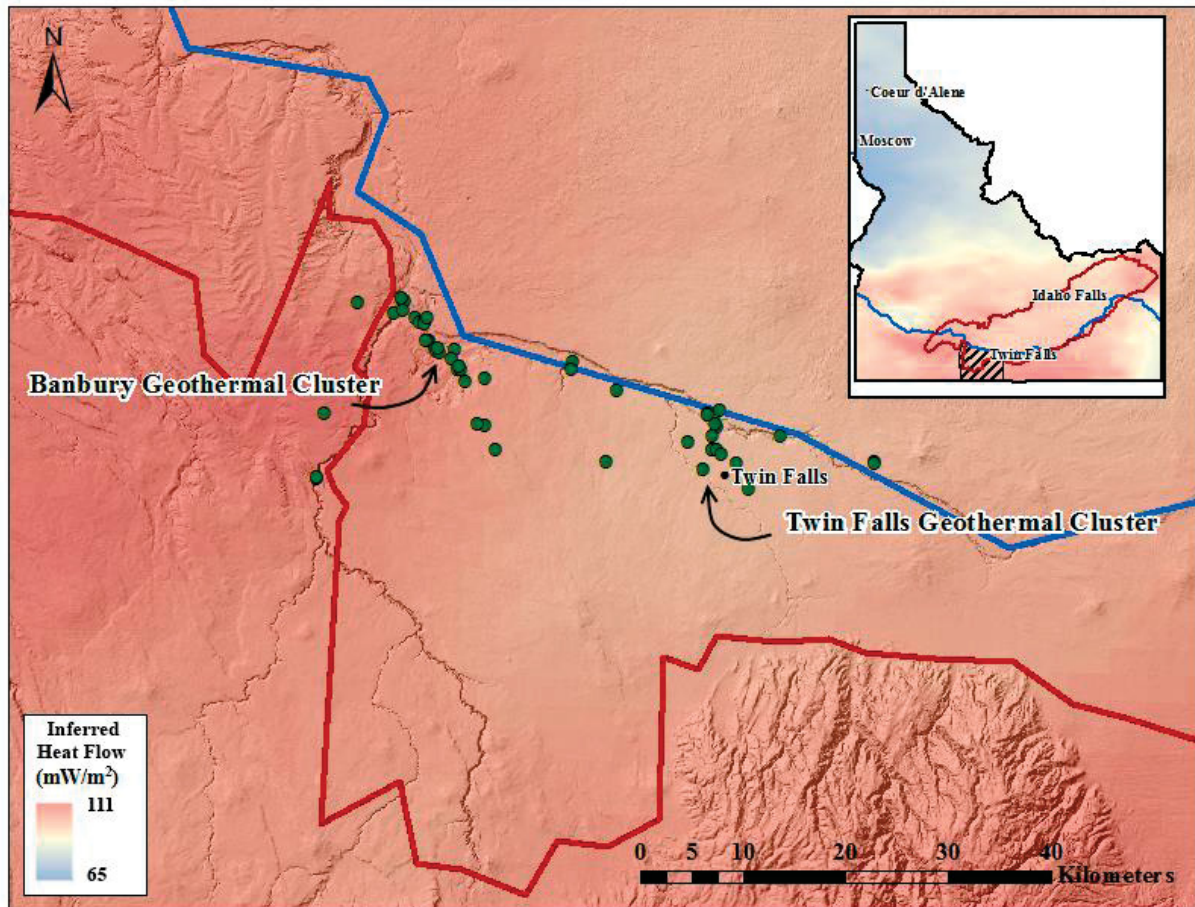 N
Coeur d'Alene
Moscow
Idaho Falls
Twin Falls
Banbury Geothermal Cluster
Twin Falls
Twin Falls Geothermal Cluster
Inferred
Heat Flow
(mW/m²)
111
65
0 5 10 20 30 40
Kilometers